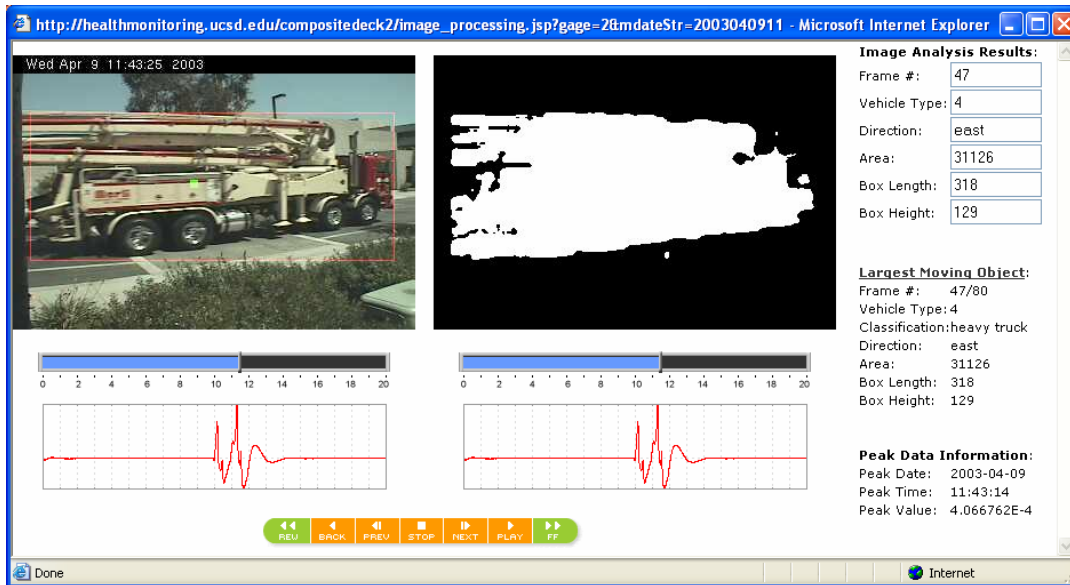 http://healthmonitoring.ucsd.edu/compositedeck2/image_processing.jsp?gage=2&mdateStr=2003040911 - Microsoft Internet Explorer
Wed Apr 9 11:43:25 2003
Image Analysis Results:
Frame #: 47
Vehicle Type: 4
Direction: east
Area: 31126
Box Length: 318
Box Height: 129
Largest Moving Object:
Frame #: 47/80
Vehicle Type: 4
Classification: heavy truck
Direction: east
Area: 31126
Box Length: 318
Box Height: 129
0 2 4 6 8 10 12 14 16 18 20
0 2 4 6 8 10 12 14 16 18 20
Peak Data Information:
Peak Date: 2003-04-09
Peak Time: 11:43:14
Peak Value: 4.066762E-4
REV BACK PREV STOP NEXT PLAY FF
Done
Internet